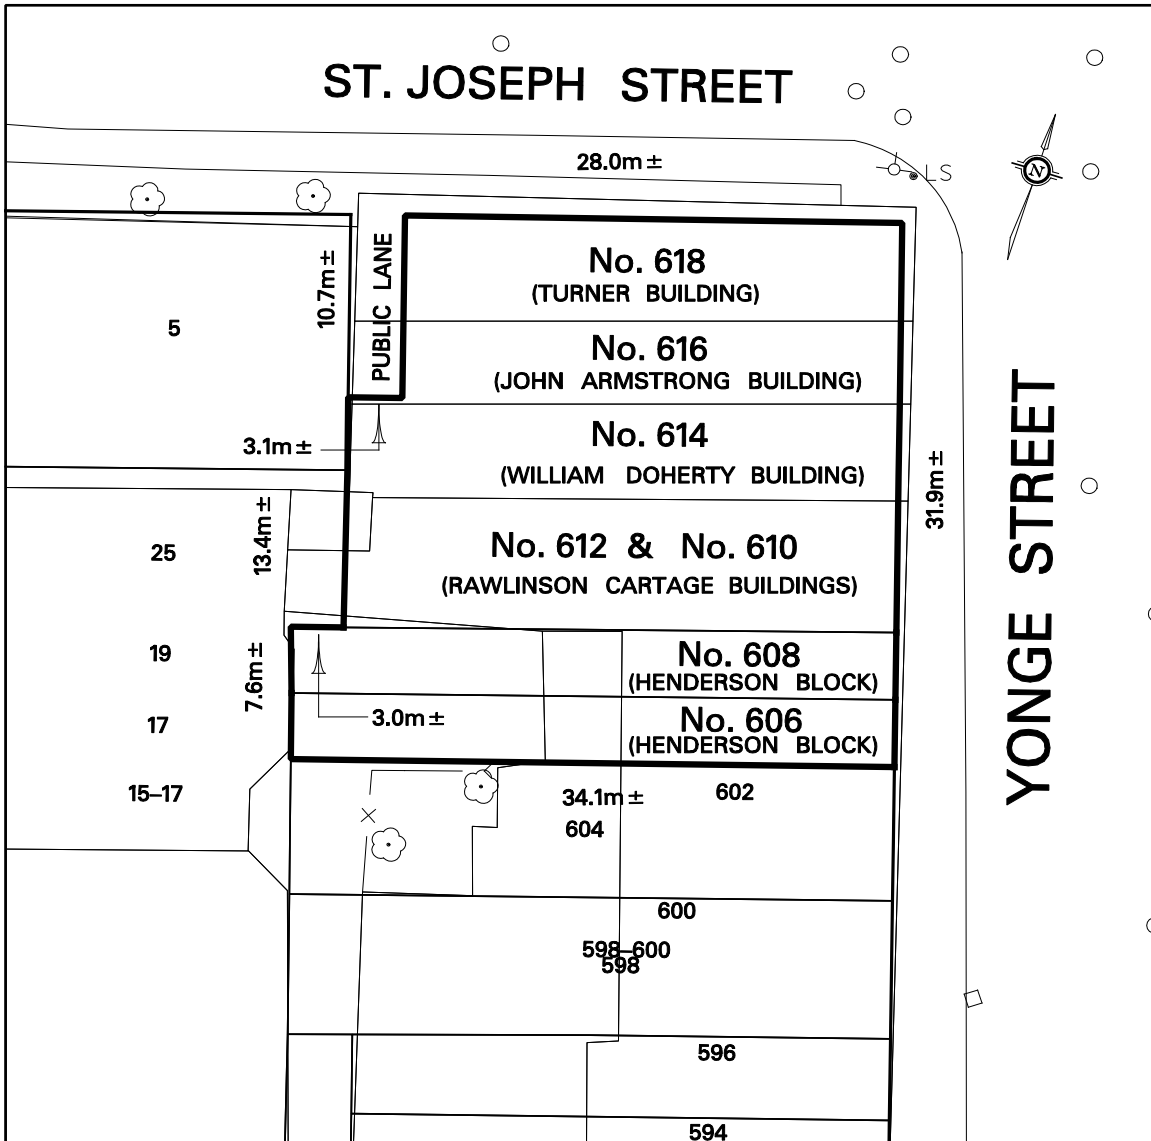 ST. JOSEPH STREET
28.0m±
LS
N
No. 618
(TURNER BUILDING)
PUBLIC LANE
10.7m±
5
No. 616
(JOHN ARMSTRONG BUILDING)
No. 614
(WILLIAM DOHERTY BUILDING)
3.1m±
31.9m±
YONGE STREET
13.4m±
25
No. 612 & No. 610
(RAWLINSON CARTAGE BUILDINGS)
19
7.6m±
No. 608
(HENDERSON BLOCK)
17
3.0m±
No. 606
(HENDERSON BLOCK)
15–17
34.1m±
602
604
600
598–600
598
596
594